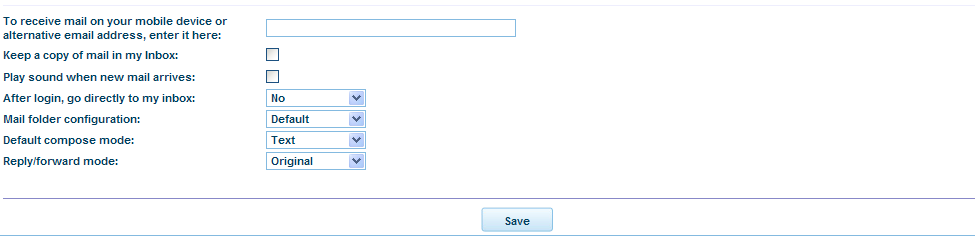 To receive mail on your mobile device or
alternative email address, enter it here:
Keep a copy of mail in my Inbox:
Play sound when new mail arrives:
After login, go directly to my inbox: No
Mail folder configuration: Default
Default compose mode: Text
Reply/forward mode: Original
Save